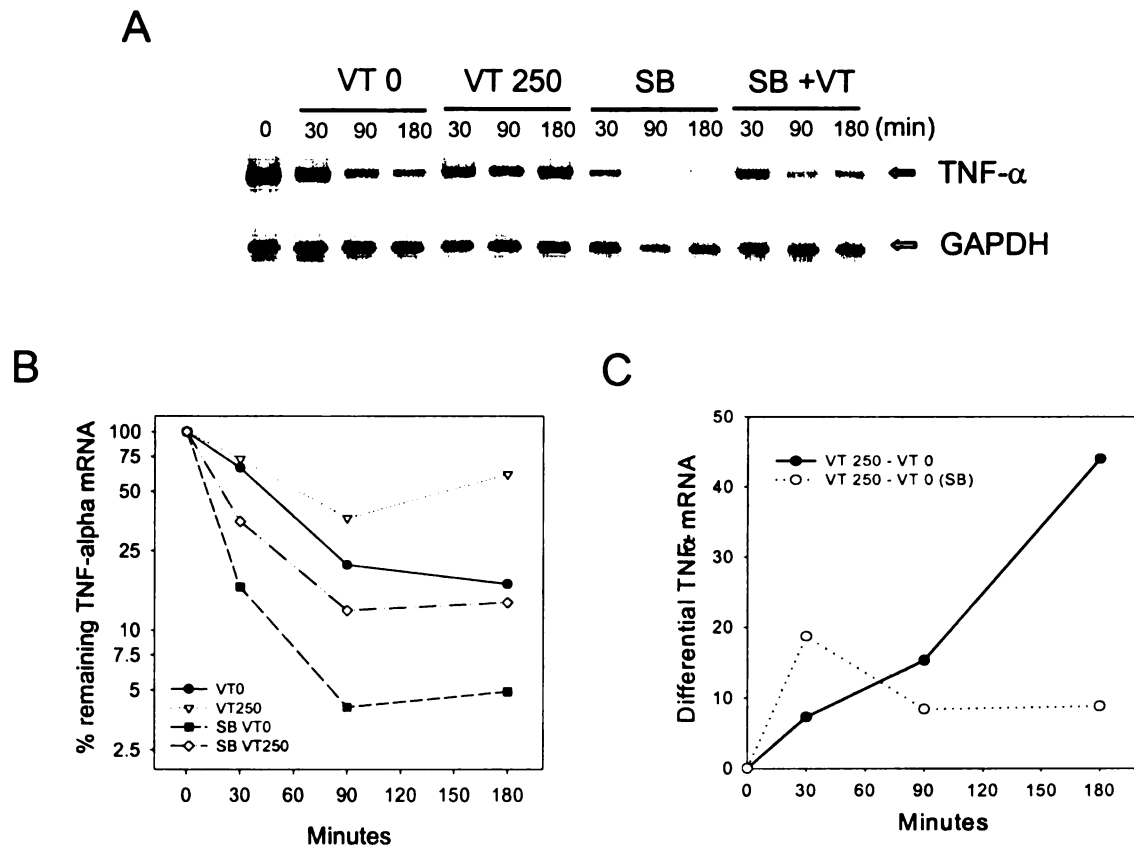 A
VT 0 VT 250 SB SB +VT
0 30 90 180 30 90 180 30 90 180 30 90 180 (min)
TNF-α
GAPDH
B
% remaining TNF-alpha mRNA
100
75
50
25
10
7.5
5
2.5
VT0
VT250
SB VT0
SB VT250
0 30 60 90 120 150 180
Minutes
C
Differential TNFα mRNA
50
40
30
20
10
0
VT 250 - VT 0
VT 250 - VT 0 (SB)
0 30 60 90 120 150 180
Minutes